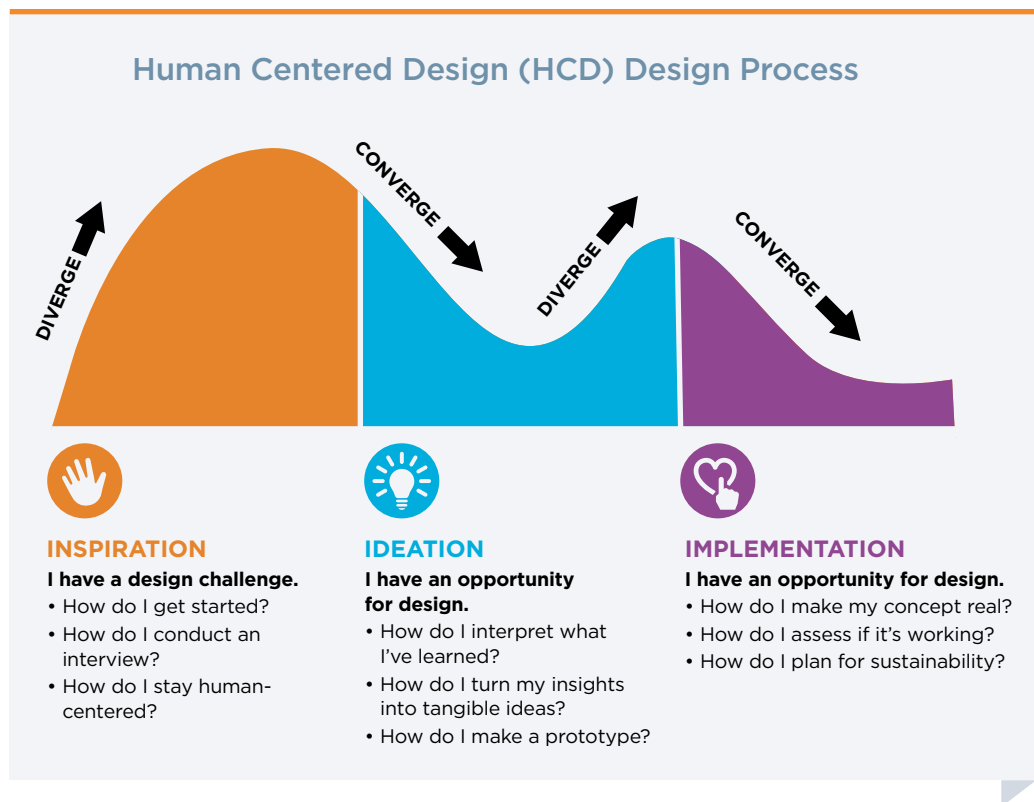 Human Centered Design (HCD) Design Process
DIVERGE
CONVERGE
DIVERGE
CONVERGE
INSPIRATION
I have a design challenge.
• How do I get started?
• How do I conduct an
interview?
• How do I stay human-
centered?
IDEATION
I have an opportunity
for design.
• How do I interpret what
I've learned?
• How do I turn my insights
into tangible ideas?
• How do I make a prototype?
IMPLEMENTATION
I have an opportunity for design.
• How do I make my concept real?
• How do I assess if it's working?
• How do I plan for sustainability?